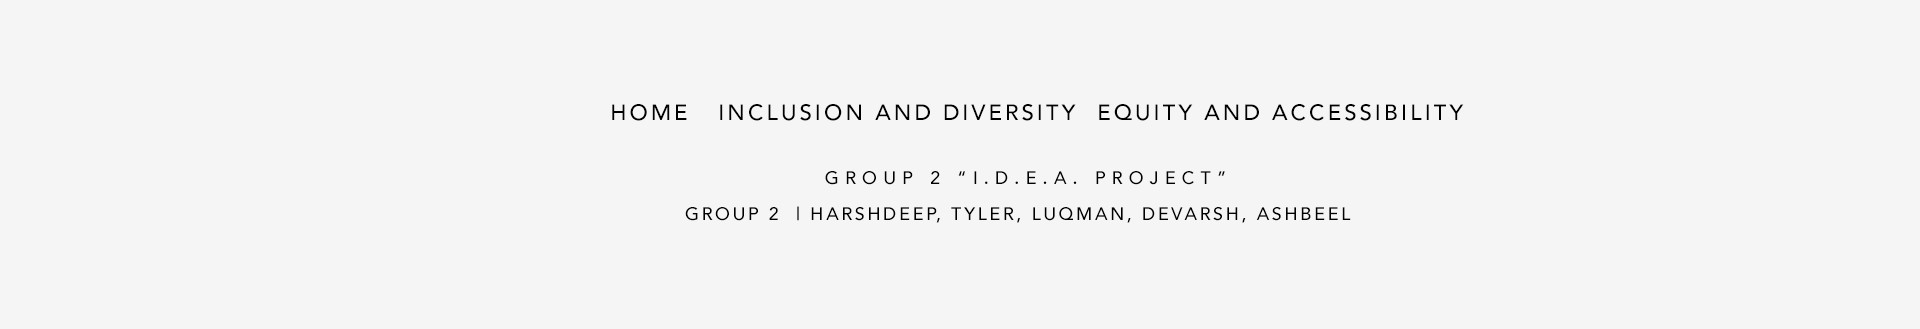 HOME INCLUSION AND DIVERSITY EQUITY AND ACCESSIBILITY
GROUP 2 “I.D.E.A. PROJECT”
GROUP 2 | HARSHDEEP, TYLER, LUQMAN, DEVARSH, ASHBEEL